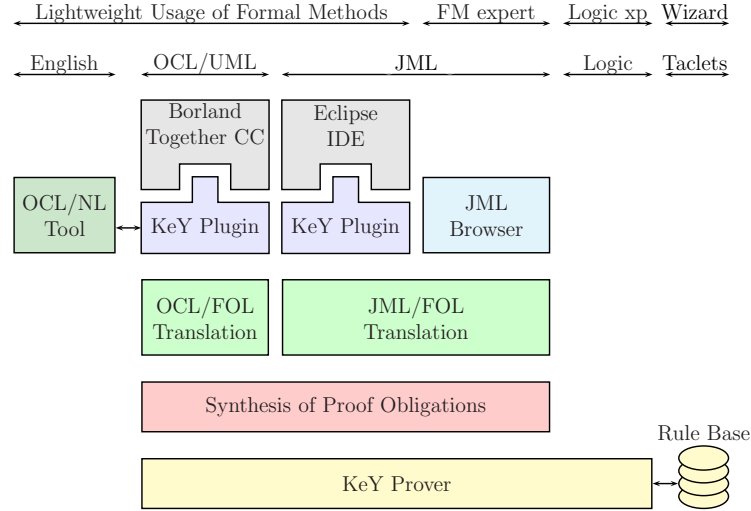 Lightweight Usage of Formal Methods FM expert Logic xp Wizard
English OCL/UML JML Logic Taclets
Borland
Together CC
Eclipse
IDE
OCL/NL
Tool
KeY Plugin
KeY Plugin
JML
Browser
OCL/FOL
Translation
JML/FOL
Translation
Synthesis of Proof Obligations
Rule Base
KeY Prover